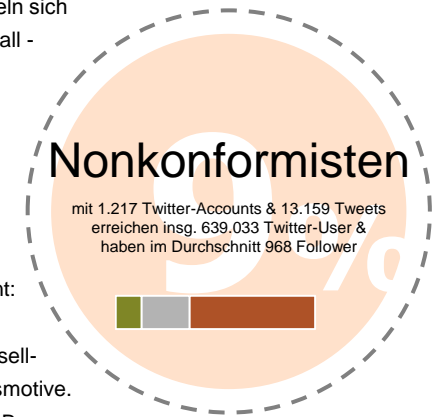 eln sich
all -
9%
Nonkonformisten
mit 1.217 Twitter-Accounts & 13.159 Tweets
erreichen insg. 639.033 Twitter-User &
haben im Durchschnitt 968 Follower
t:
sell-
smotive.